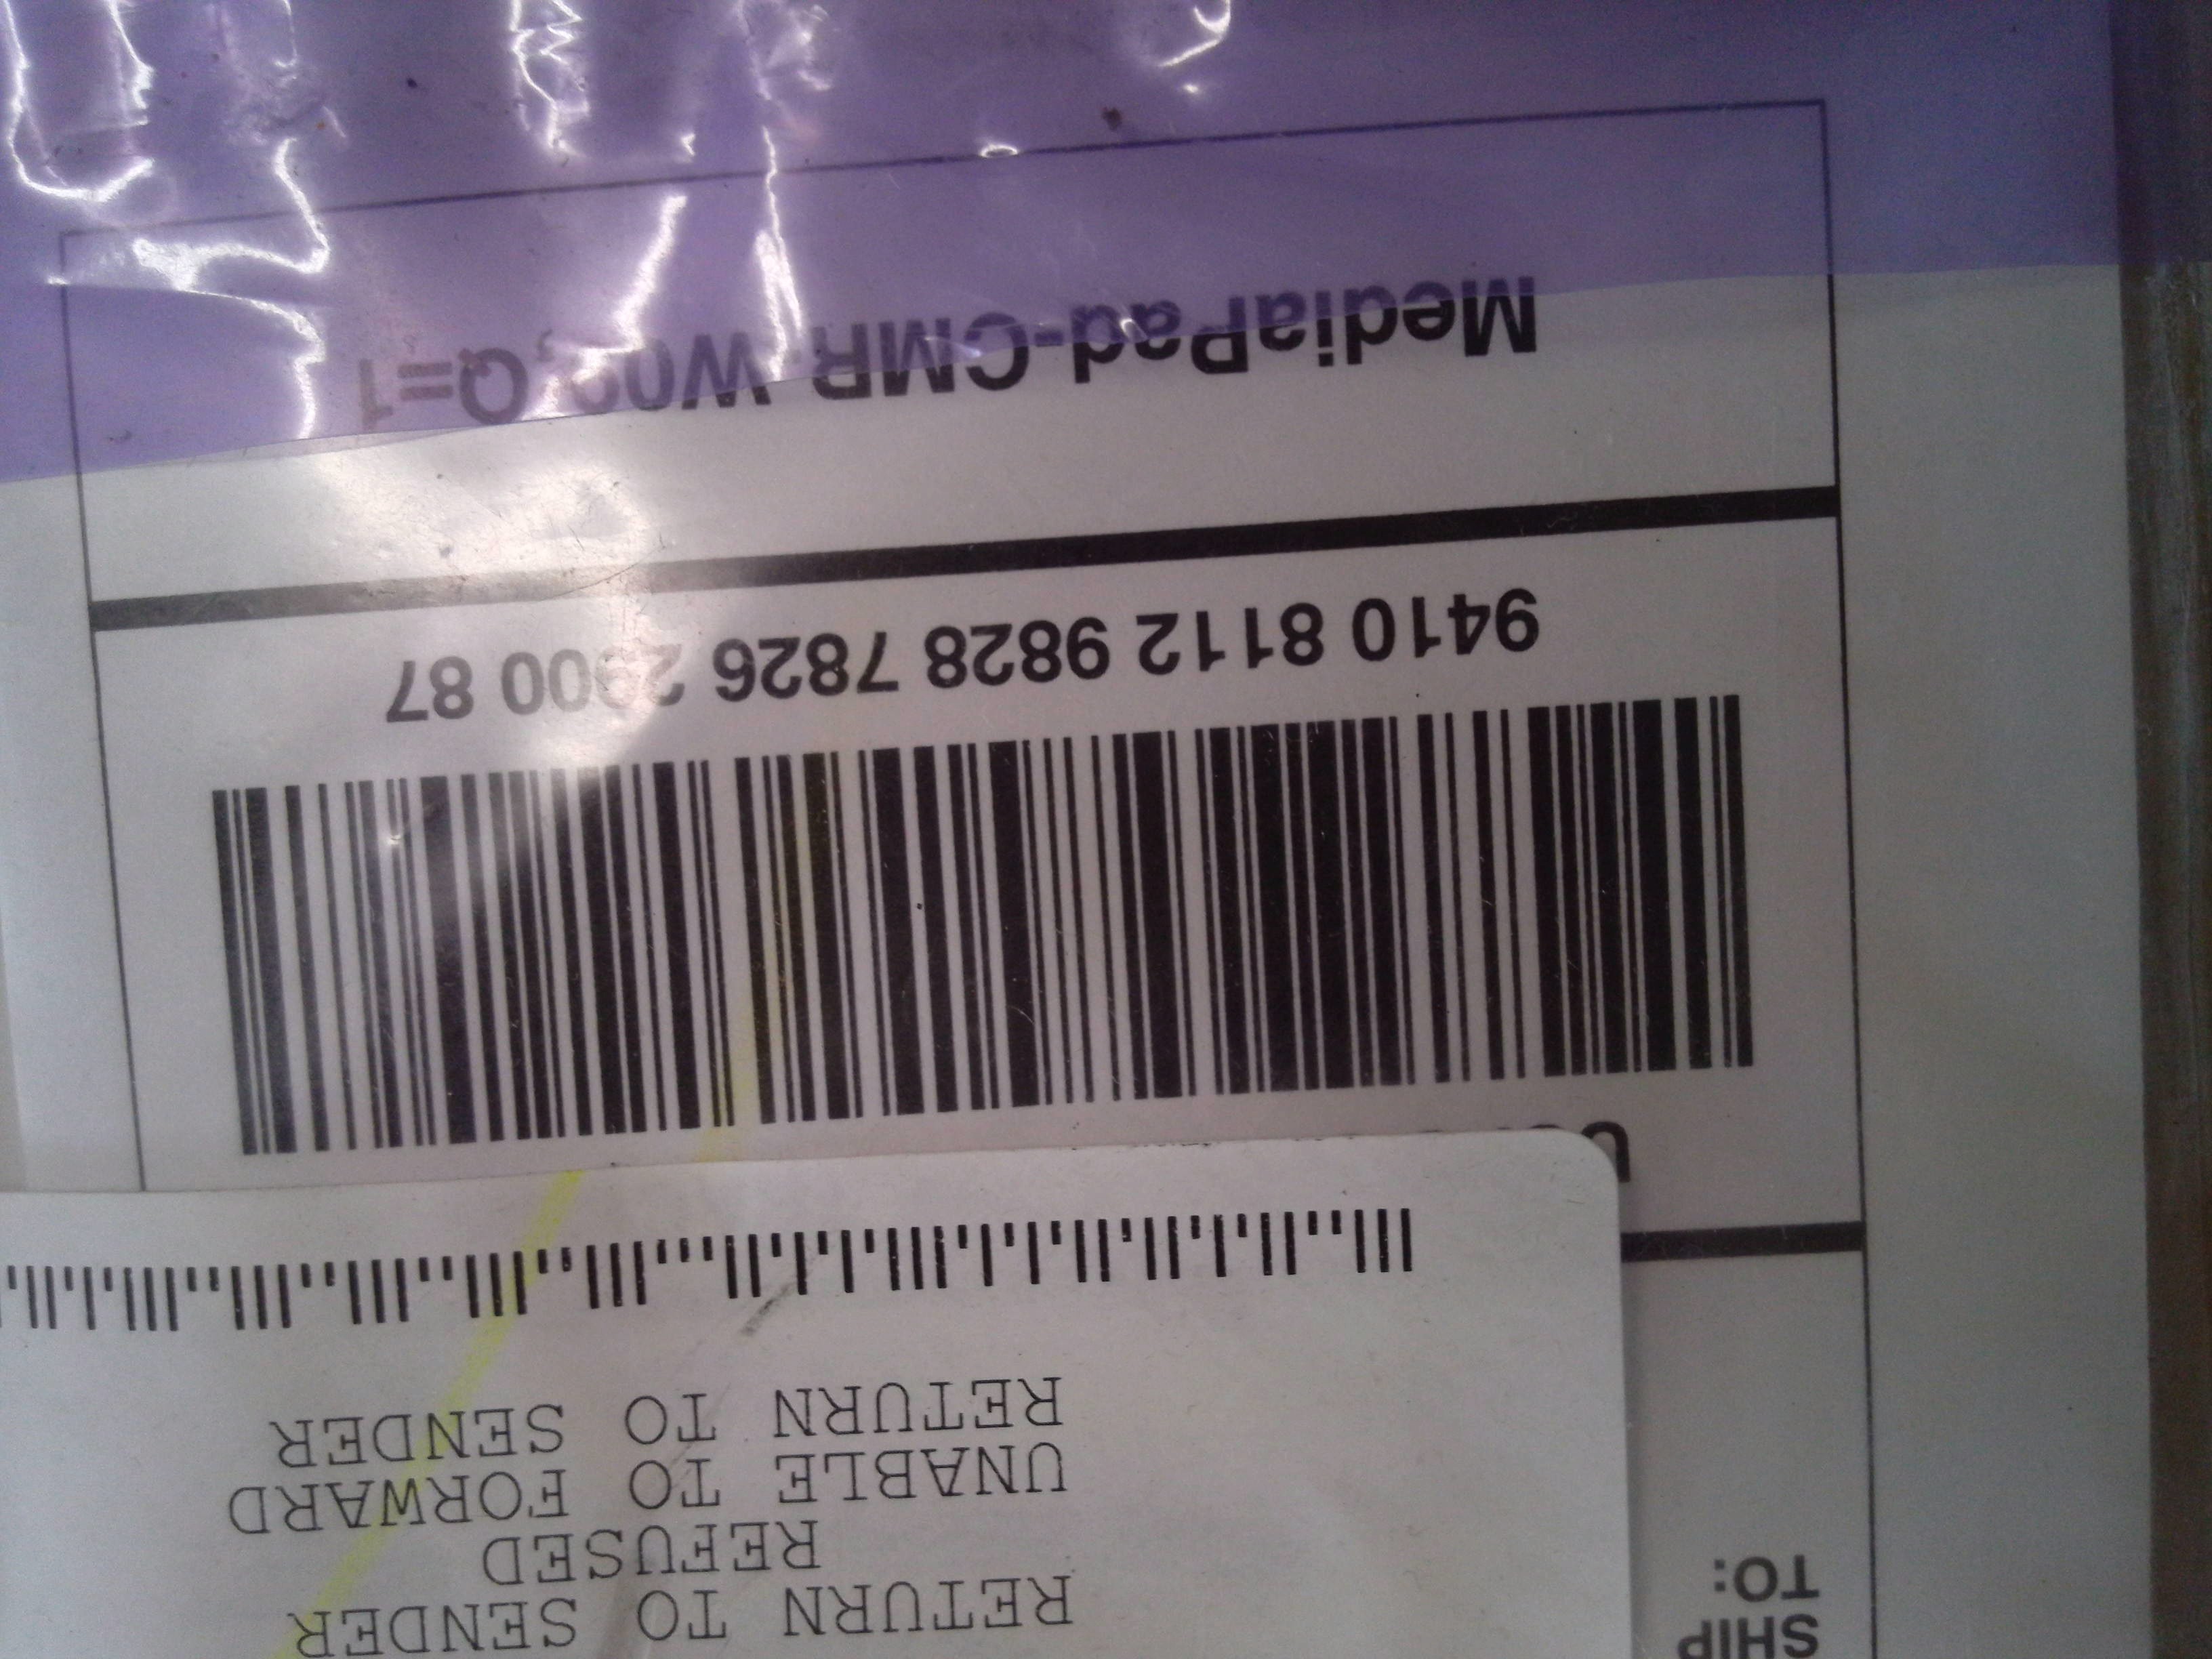 SHIP
TO:
RETURN TO SENDER
REFUSED
UNABLE TO FORWARD
RETURN TO SENDER
9410 8112 9828 7826 2900 87
MediaPad-CMR, Q=1